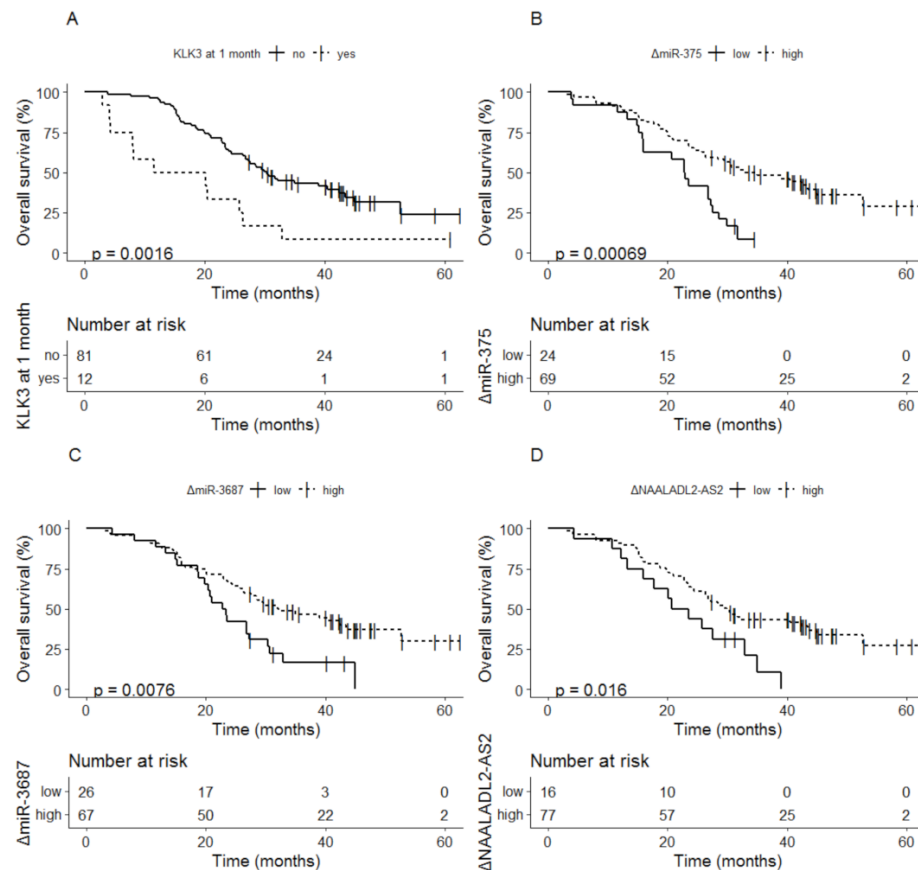 A
KLK3 at 1 month no yes
Overall survival (%)
100
75
50
25
0
p = 0.0016
0 20 40 60
Time (months)
Number at risk
KLK3 at 1 month
no 81 61 24 1
yes 12 6 1 1
0 20 40 60
Time (months)
B
ΔmiR-375 low high
Overall survival (%)
100
75
50
25
0
p = 0.00069
0 20 40 60
Time (months)
Number at risk
ΔmiR-375
low 24 15 0 0
high 69 52 25 2
0 20 40 60
Time (months)
C
ΔmiR-3687 low high
Overall survival (%)
100
75
50
25
0
p = 0.0076
0 20 40 60
Time (months)
Number at risk
ΔmiR-3687
low 26 17 3 0
high 67 50 22 2
0 20 40 60
Time (months)
D
ΔNAALADL2-AS2 low high
Overall survival (%)
100
75
50
25
0
p = 0.016
0 20 40 60
Time (months)
Number at risk
ΔNAALADL2-AS2
low 16 10 0 0
high 77 57 25 2
0 20 40 60
Time (months)